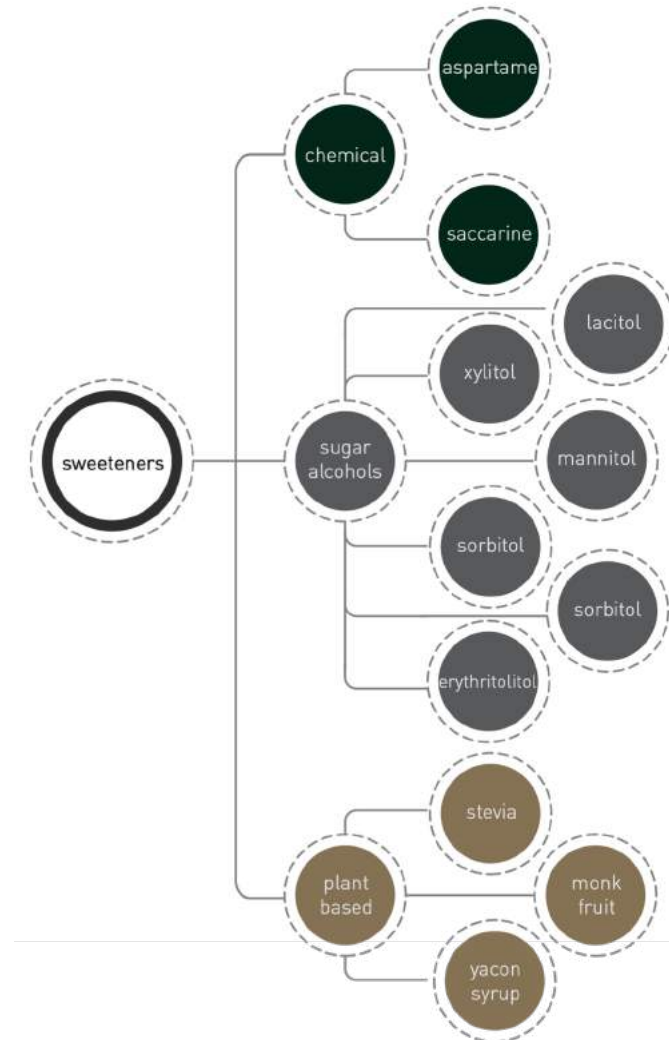 aspartame
chemical
saccarine
lacitol
xylitol
sweeteners
sugar
alcohols
mannitol
sorbitol
sorbitol
erythritolitol
stevia
plant
based
monk
fruit
yacon
syrup